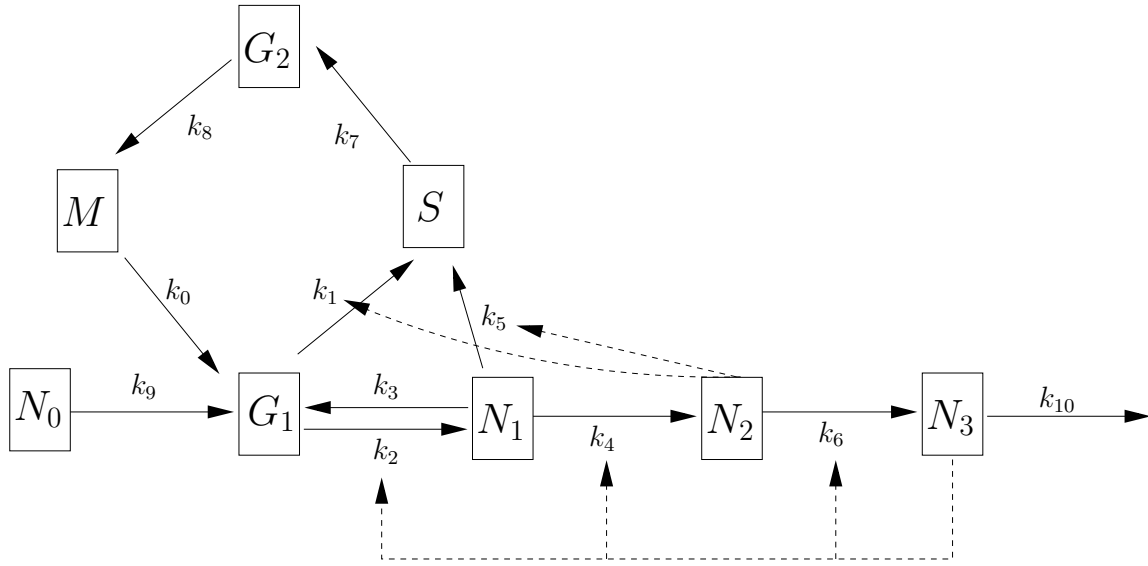 G₂
k₈
k₇
M
S
k₀
k₁
k₅
N₀
k₉
G₁
k₃
k₂
N₁
k₄
N₂
k₆
N₃
k₁₀